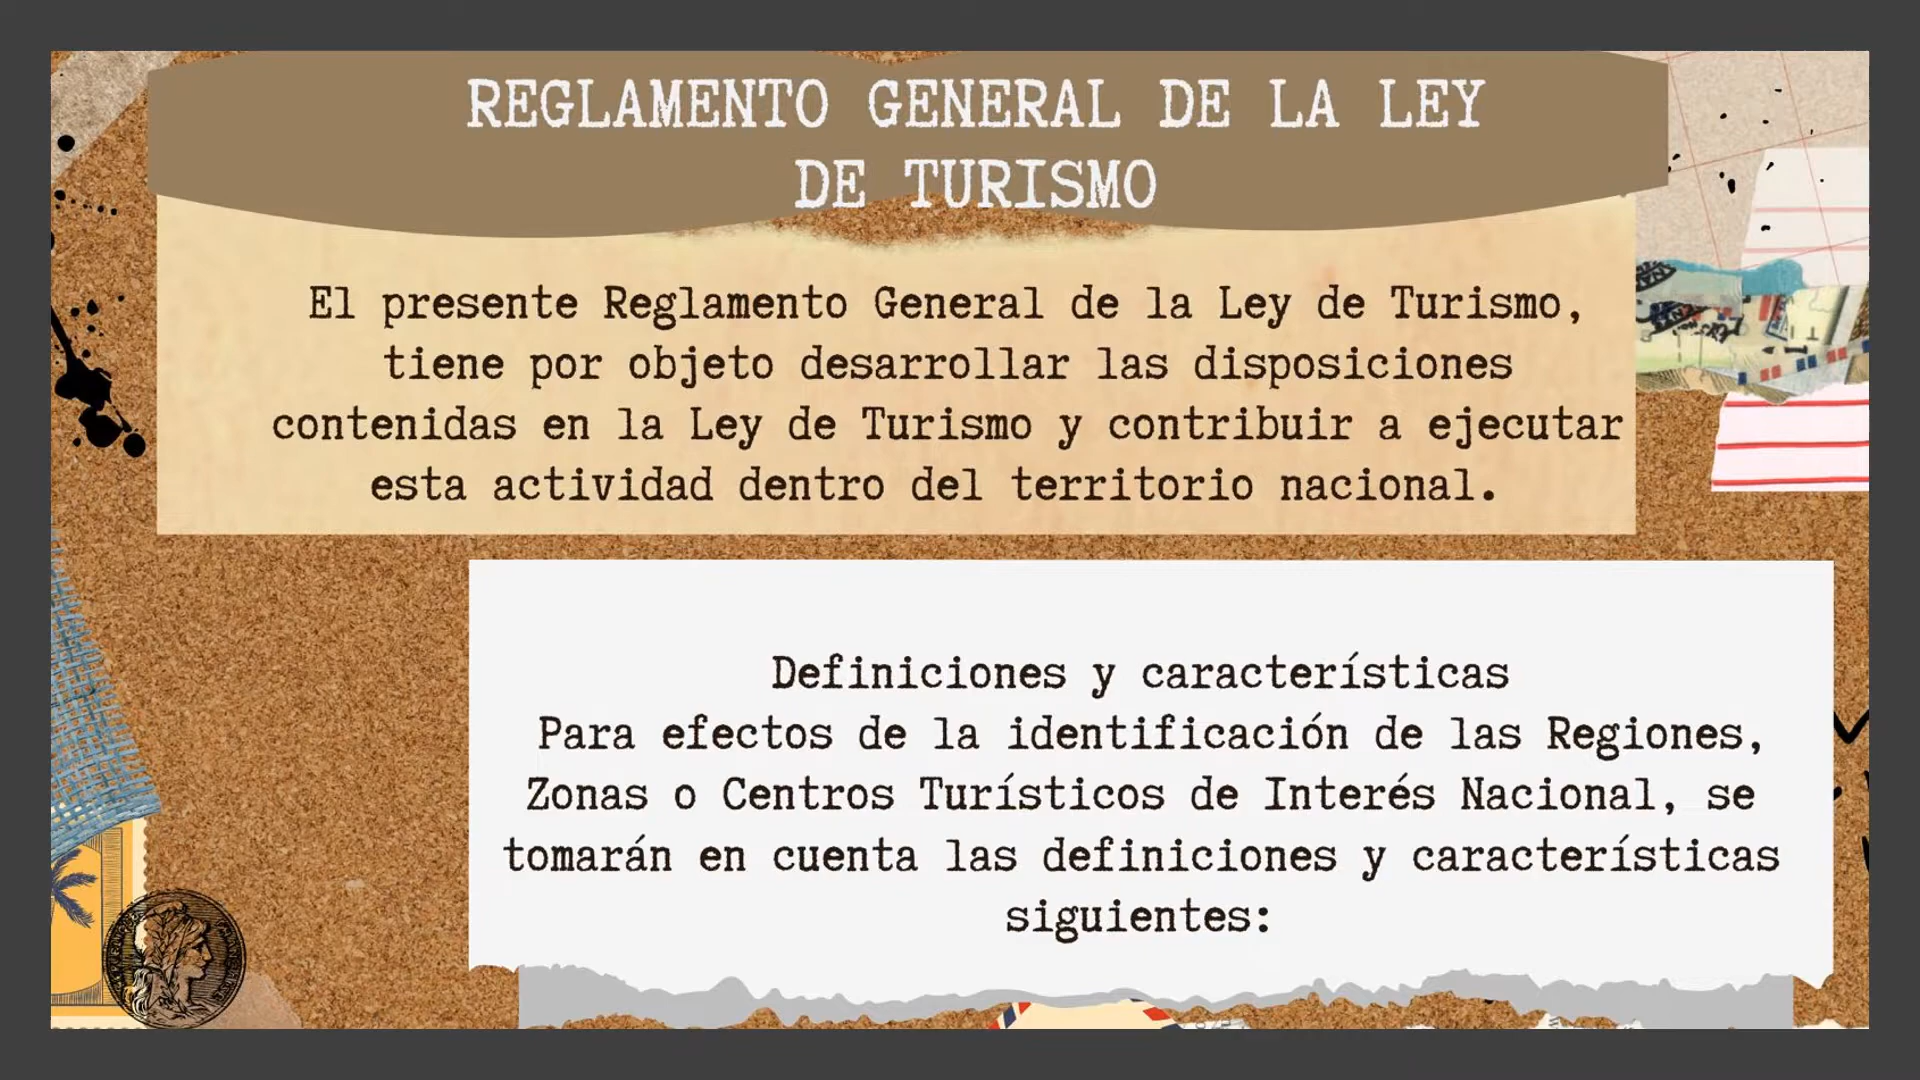 REGLAMENTO GENERAL DE LA LEY
DE TURISMO
El presente Reglamento General de la Ley de Turismo,
tiene por objeto desarrollar las disposiciones
contenidas en la Ley de Turismo y contribuir a ejecutar
esta actividad dentro del territorio nacional.
Definiciones y características
Para efectos de la identificación de las Regiones,
Zonas o Centros Turísticos de Interés Nacional, se
tomarán en cuenta las definiciones y características
siguientes: